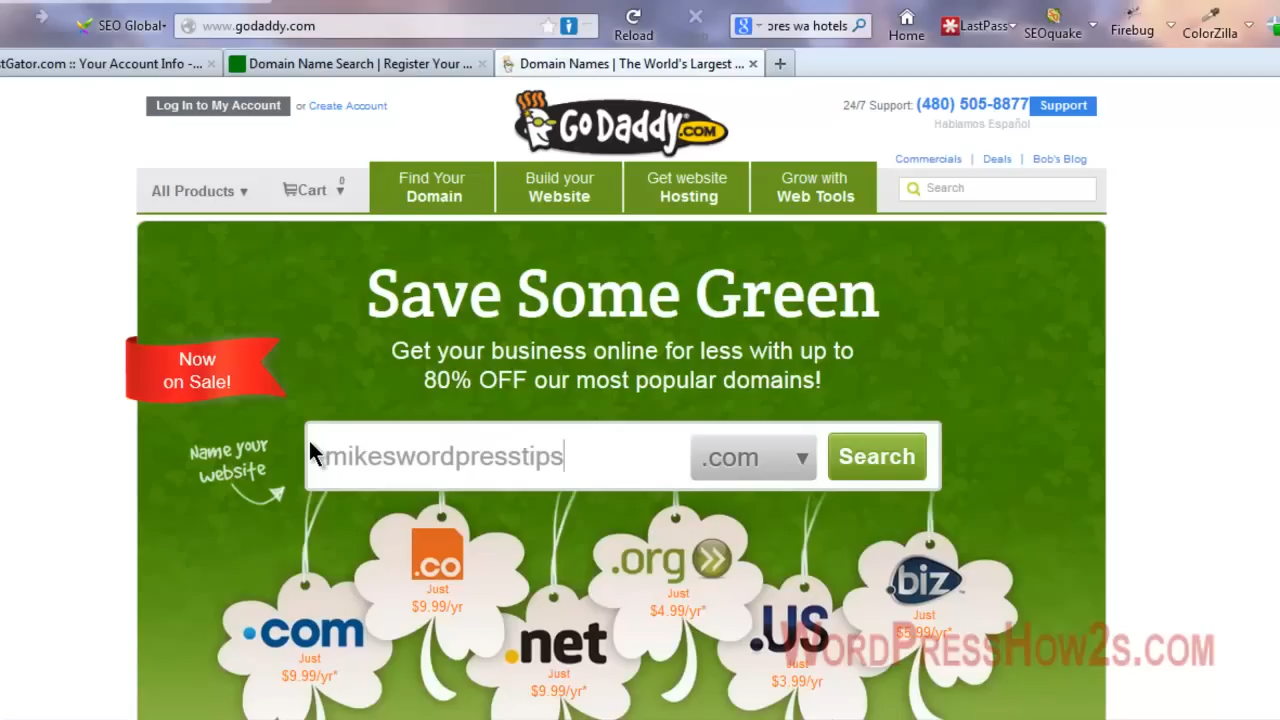 SEO Global
www.godaddy.com
Reload
pres wa hotels
Home
LastPass
SEOquake
Firebug
ColorZilla
stGator.com :: Your Account Info -...
Domain Name Search | Register Your ...
Domain Names | The World's Largest ...
Log In to My Account or Create Account
GoDaddy.COM
24/7 Support: (480) 505-8877 Support
Hablamos Español
Commercials | Deals | Bob's Blog
All Products
Cart 0
Find Your Domain
Build your Website
Get website Hosting
Grow with Web Tools
Search
Save Some Green
Get your business online for less with up to
80% OFF our most popular domains!
Now
on Sale!
Name your
website
mikeswordpresstips
.com
Search
.co
Just
$9.99/yr
.org
Just
$4.99/yr*
.biz
Just
$5.99/yr*
.com
Just
$9.99/yr*
.net
Just
$9.99/yr*
.US
Just
$3.99/yr
WordPressHow2s.com